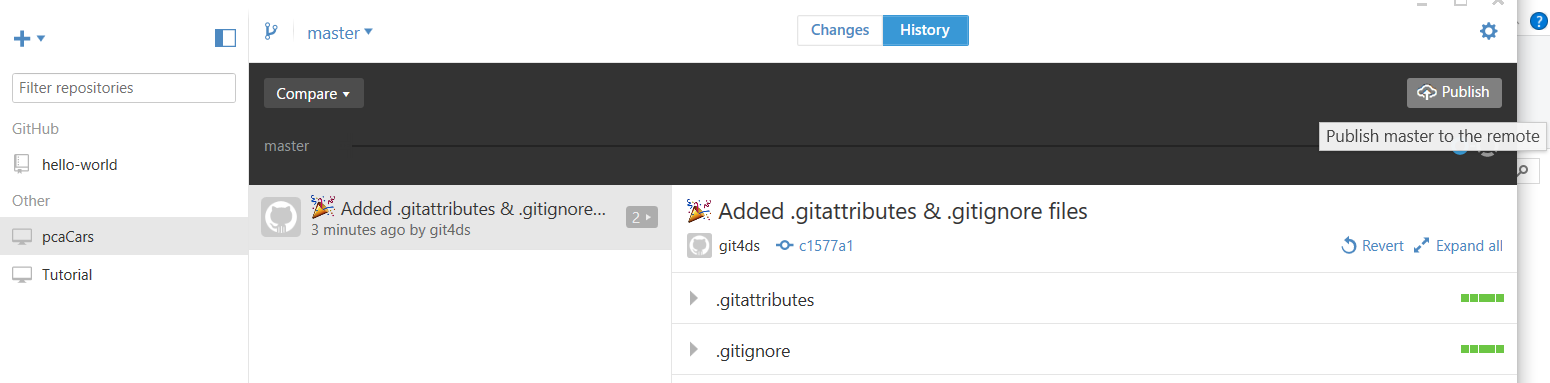 master
Changes
History
?
Filter repositories
GitHub
hello-world
Other
pcaCars
Tutorial
Compare
Publish
Publish master to the remote
master
Added .gitattributes & .gitignore...
3 minutes ago by git4ds
2
Added .gitattributes & .gitignore files
git4ds
c1577a1
Revert
Expand all
.gitattributes
.gitignore